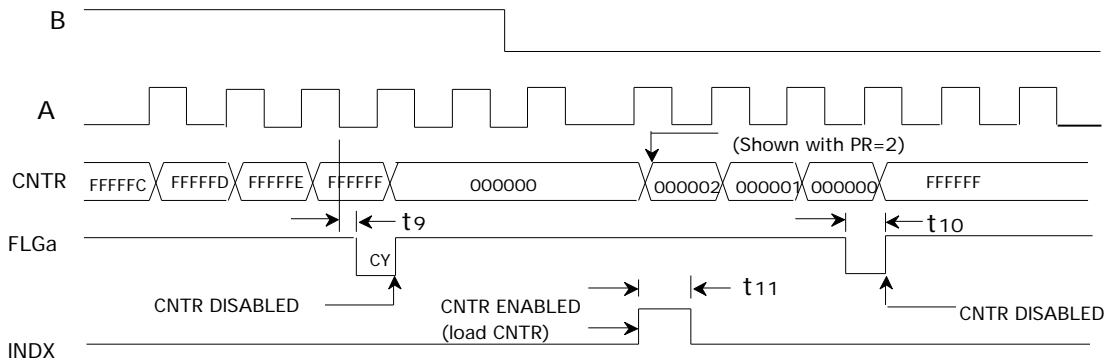 B
A
(Shown with PR=2)
CNTR
FFFFFC
FFFFFD
FFFFFE
FFFFFF
000000
000002
000001
000000
FFFFFF
t9
t10
FLGa
CY
CNTR DISABLED
CNTR ENABLED
(load CNTR)
t11
CNTR DISABLED
INDX